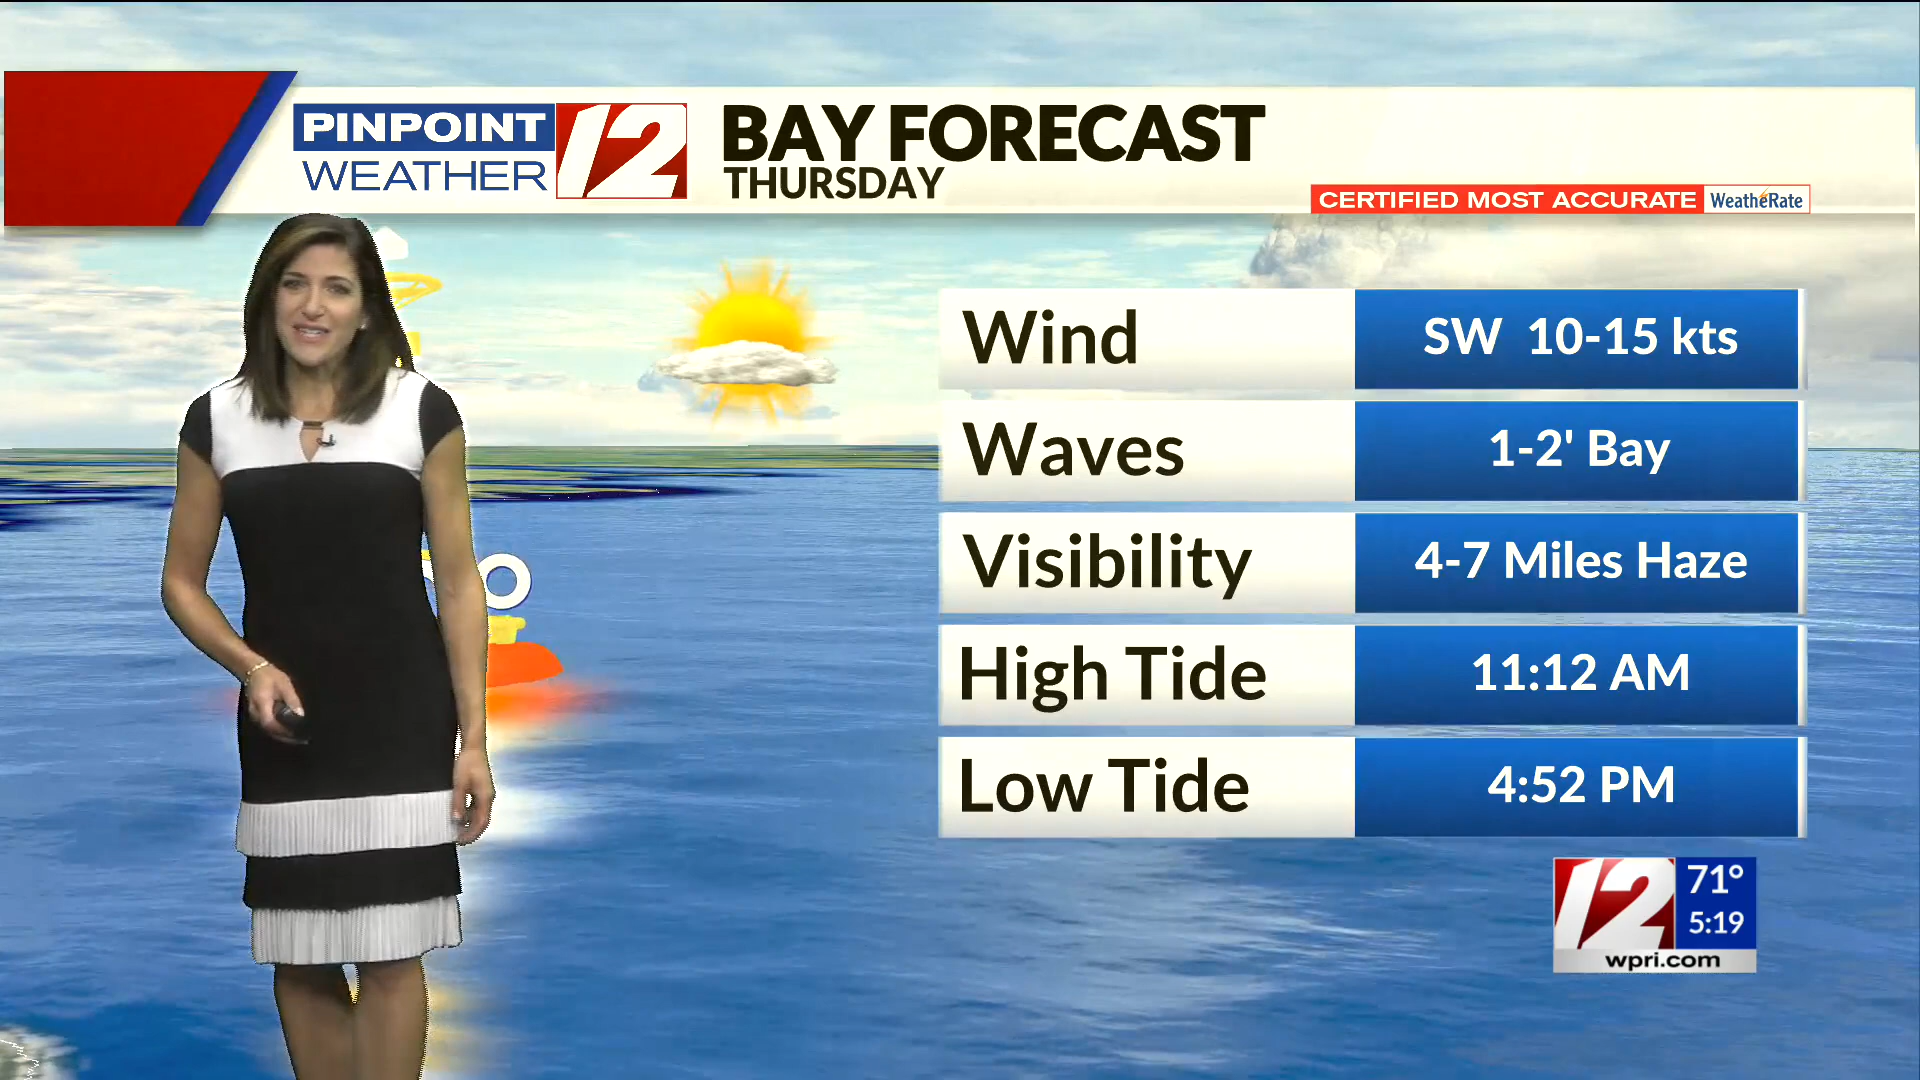 PINPOINT
WEATHER
12
BAY FORECAST
THURSDAY
CERTIFIED MOST ACCURATE WeatheRate
Wind SW 10-15 kts
Waves 1-2' Bay
Visibility 4-7 Miles Haze
High Tide 11:12 AM
Low Tide 4:52 PM
12 71°
5:19
wpri.com